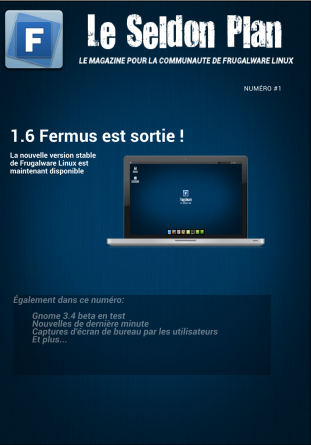 F
Le Seldon Plan
LE MAGAZINE POUR LA COMMUNAUTE DE FRUGALWARE LINUX
NUMÉRO #1
1.6 Fermus est sortie !
La nouvelle version stable
de Frugalware Linux est
maintenant disponible
Frugalware
Également dans ce numéro:
Gnome 3.4 beta en test
Nouvelles de dernière minute
Captures d'écran de bureau par les utilisateurs
Et plus...